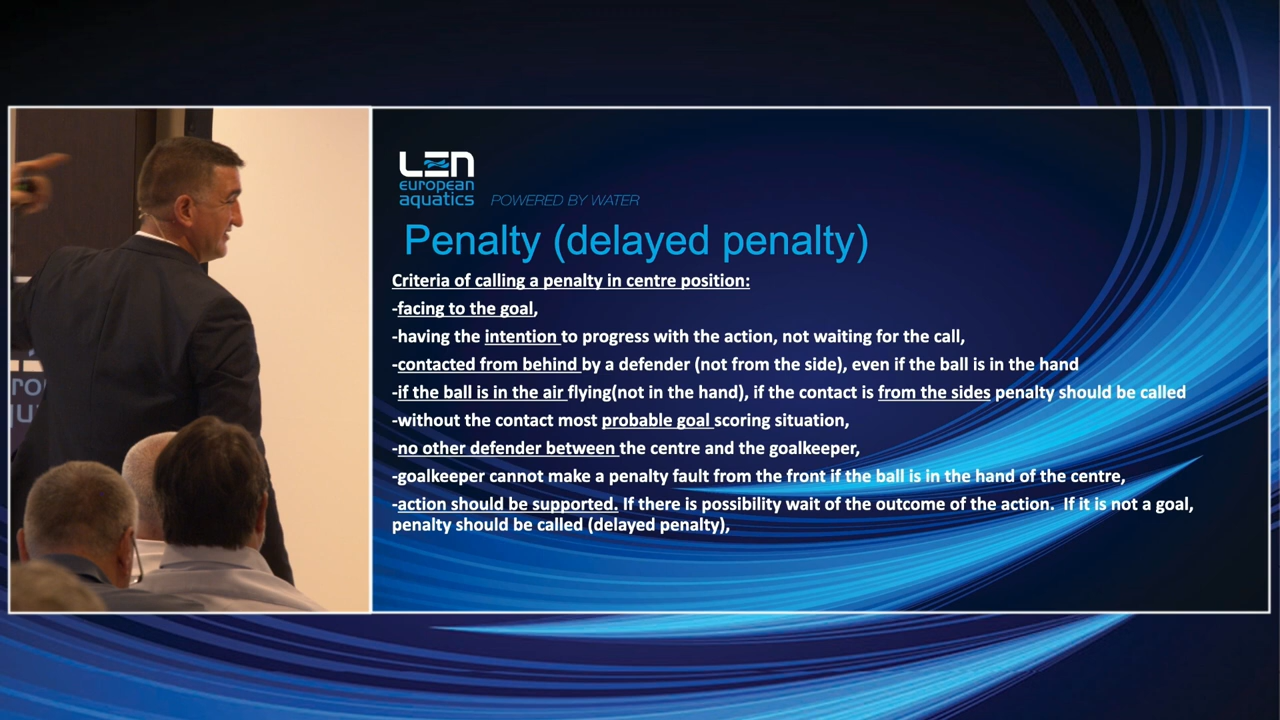 LEN
european
aquatics
POWERED BY WATER
Penalty (delayed penalty)
Criteria of calling a penalty in centre position:
-facing to the goal,
-having the intention to progress with the action, not waiting for the call,
-contacted from behind by a defender (not from the side), even if the ball is in the hand
-if the ball is in the air flying(not in the hand), if the contact is from the sides penalty should be called
-without the contact most probable goal scoring situation,
-no other defender between the centre and the goalkeeper,
-goalkeeper cannot make a penalty fault from the front if the ball is in the hand of the centre,
-action should be supported. If there is possibility wait of the outcome of the action.  If it is not a goal,
penalty should be called (delayed penalty),